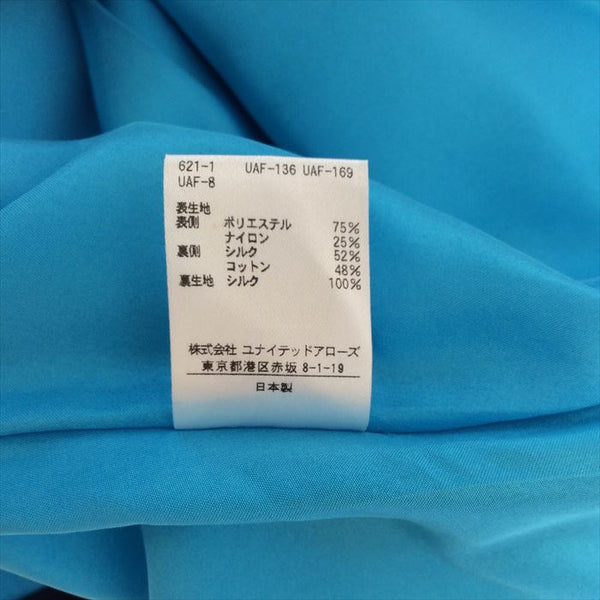 621-1 UAF-136 UAF-169
UAF-8
表生地
表側 ポリエステル 75%
ナイロン 25%
裏側 シルク 52%
コットン 48%
裏生地 シルク 100%
株式会社 ユナイテッドアローズ
東京都港区赤坂 8-1-19
日本製